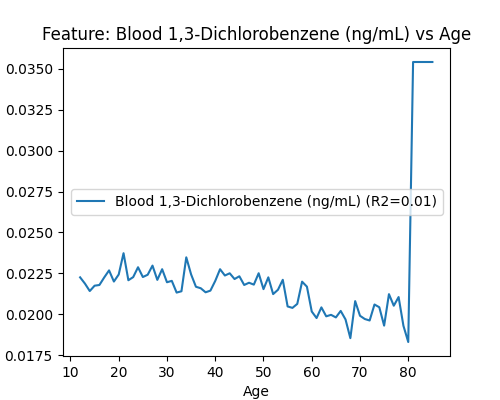 Feature: Blood 1,3-Dichlorobenzene (ng/mL) vs Age
0.0350
0.0325
0.0300
0.0275
0.0250
0.0225
0.0200
0.0175
Blood 1,3-Dichlorobenzene (ng/mL) (R2=0.01)
10 20 30 40 50 60 70 80
Age